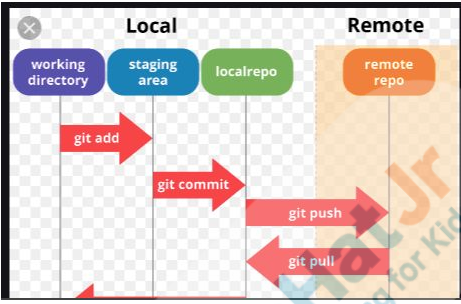 Local
Remote
working
directory
staging
area
localrepo
remote
repo
git add
git commit
git push
git pull
Jr
for Kid